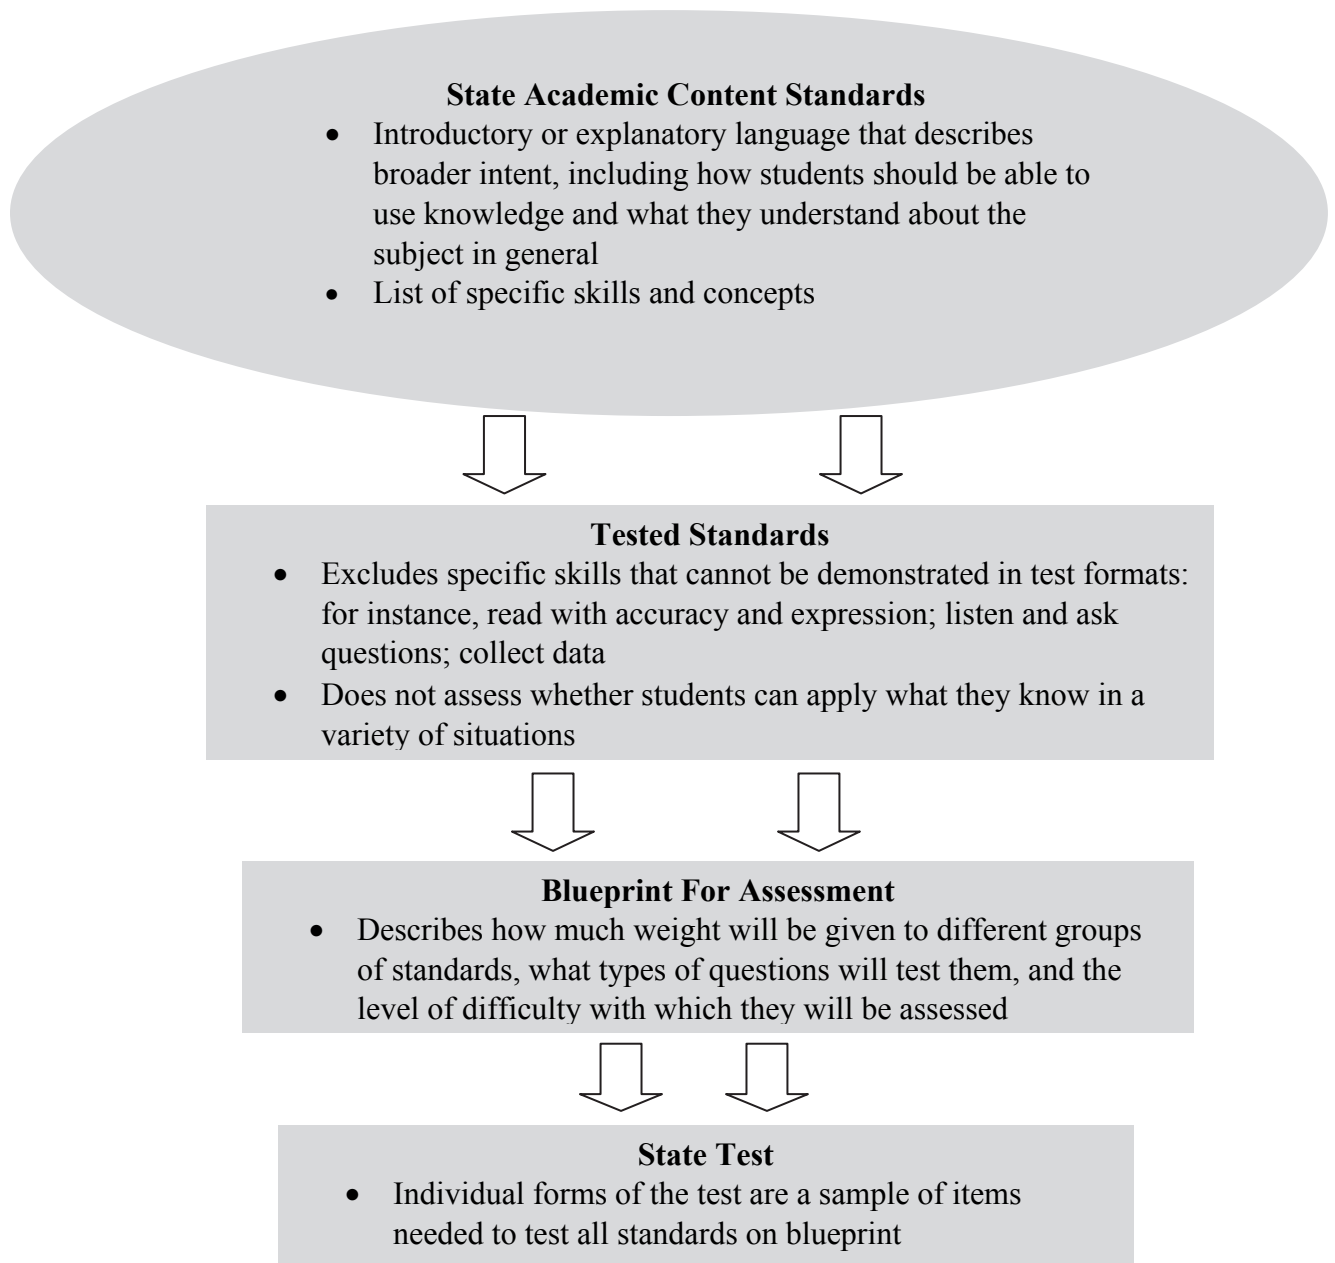 State Academic Content Standards
• Introductory or explanatory language that describes
broader intent, including how students should be able to
use knowledge and what they understand about the
subject in general
• List of specific skills and concepts
Tested Standards
• Excludes specific skills that cannot be demonstrated in test formats:
for instance, read with accuracy and expression; listen and ask
questions; collect data
• Does not assess whether students can apply what they know in a
variety of situations
Blueprint For Assessment
• Describes how much weight will be given to different groups
of standards, what types of questions will test them, and the
level of difficulty with which they will be assessed
State Test
• Individual forms of the test are a sample of items
needed to test all standards on blueprint